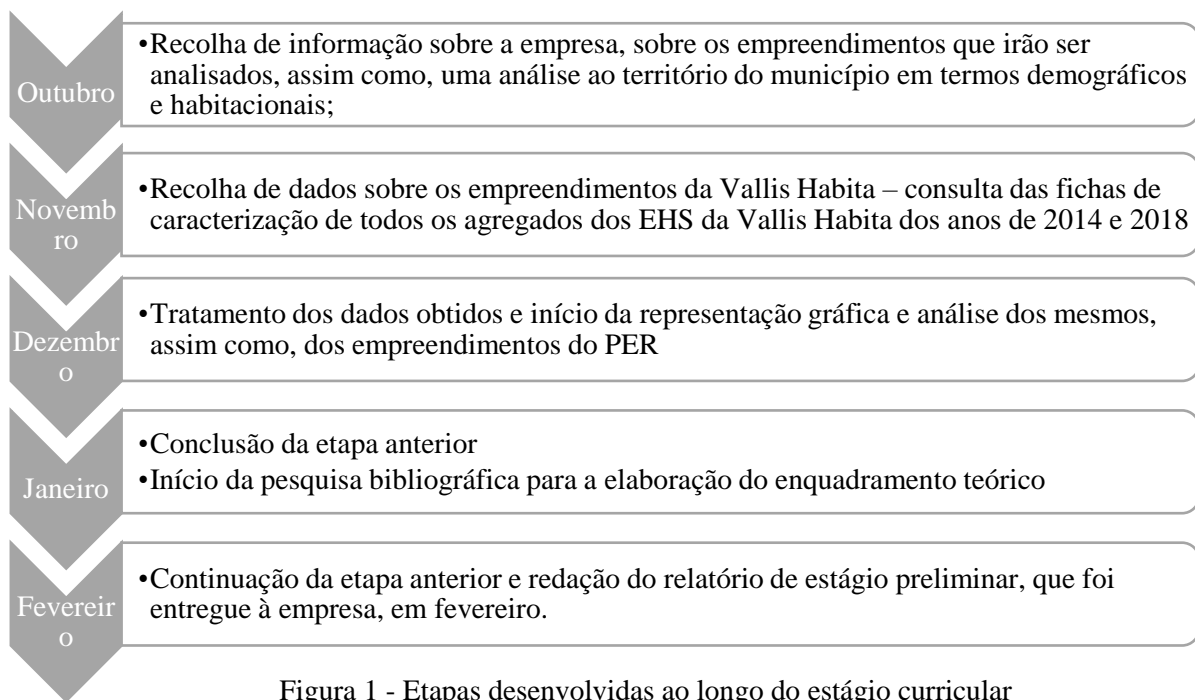 Outubro
•Recolha de informação sobre a empresa, sobre os empreendimentos que irão ser
analisados, assim como, uma análise ao território do município em termos demográficos
e habitacionais;
Novemb
ro
•Recolha de dados sobre os empreendimentos da Vallis Habita – consulta das fichas de
caracterização de todos os agregados dos EHS da Vallis Habita dos anos de 2014 e 2018
Dezembr
o
•Tratamento dos dados obtidos e início da representação gráfica e análise dos mesmos,
assim como, dos empreendimentos do PER
Janeiro
•Conclusão da etapa anterior
•Início da pesquisa bibliográfica para a elaboração do enquadramento teórico
Fevereir
o
•Continuação da etapa anterior e redação do relatório de estágio preliminar, que foi
entregue à empresa, em fevereiro.
Figura 1 - Etapas desenvolvidas ao longo do estágio curricular